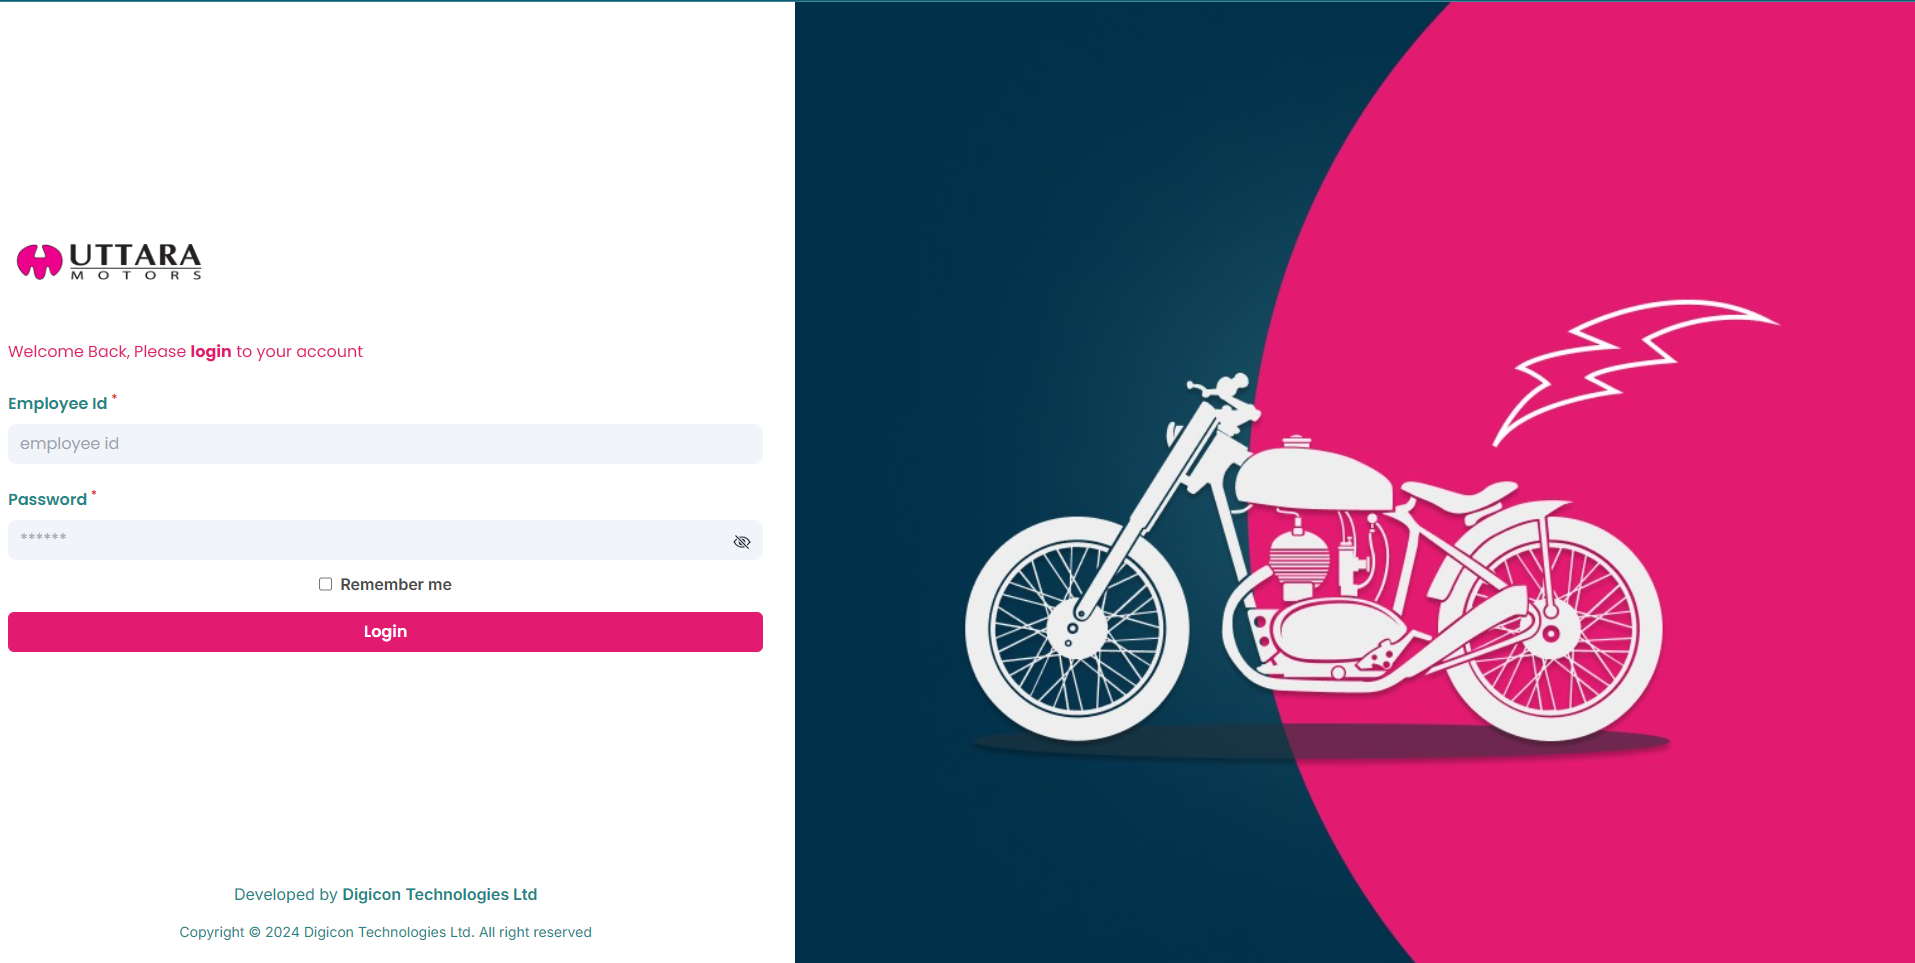 UTTARA
MOTORS
Welcome Back, Please login to your account
Employee Id *
employee id
Password *
******
Remember me
Login
Developed by Digicon Technologies Ltd
Copyright © 2024 Digicon Technologies Ltd. All right reserved